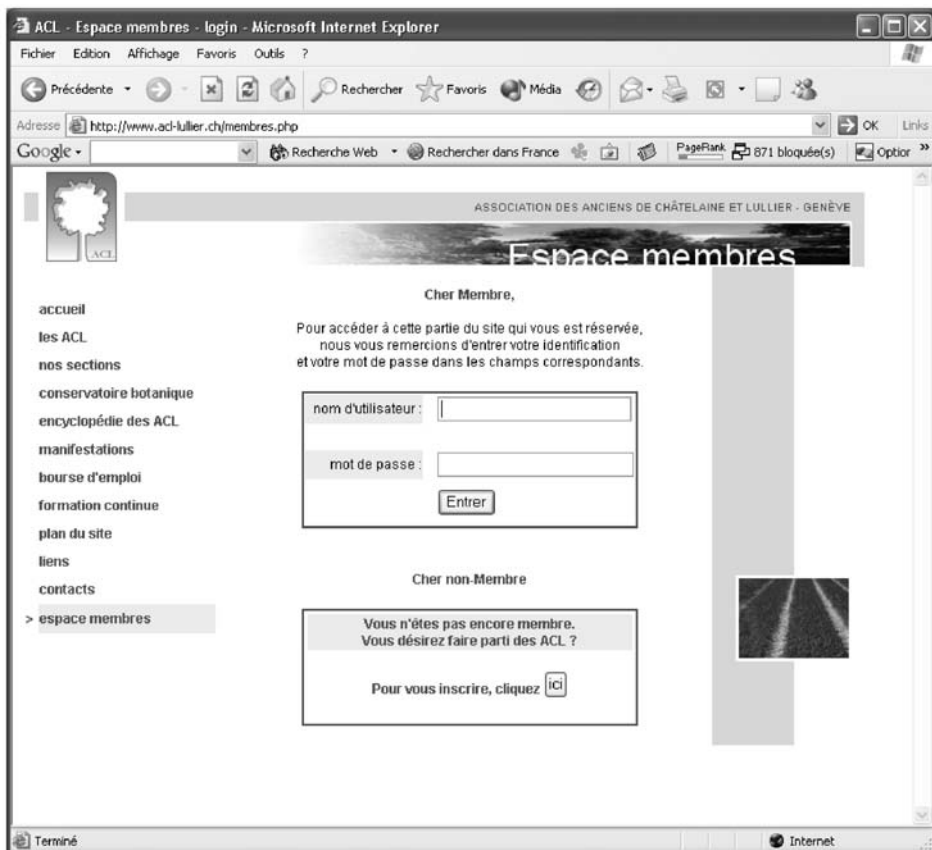 ACL - Espace membres - login - Microsoft Internet Explorer
Fichier Edition Affichage Favoris Outils ?
Précédente Rechercher Favoris Média
Adresse http://www.acl-lullier.ch/membres.php OK Links
Google Recherche Web Rechercher dans France PageRank 871 bloquée(s) Optior »
ASSOCIATION DES ANCIENS DE CHÂTELAINE ET LULLIER - GENÈVE
ACL
Espace membres
accueil
les ACL
nos sections
conservatoire botanique
encyclopédie des ACL
manifestations
bourse d'emploi
formation continue
plan du site
liens
contacts
> espace membres
Cher Membre,
Pour accéder à cette partie du site qui vous est réservée,
nous vous remercions d'entrer votre identification
et votre mot de passe dans les champs correspondants.
nom d'utilisateur :
mot de passe :
Entrer
Cher non-Membre
Vous n'êtes pas encore membre.
Vous désirez faire parti des ACL ?
Pour vous inscrire, cliquez ici
Terminé Internet